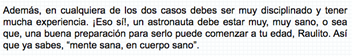 Además, en cualquiera de los dos casos debes ser muy disciplinado y tener
mucha experiencia. ¡Eso sí!, un astronauta debe estar muy, muy sano, o sea
que, una buena preparación para serlo puede comenzar a tu edad, Raulito. Así
que ya sabes, "mente sana, en cuerpo sano".